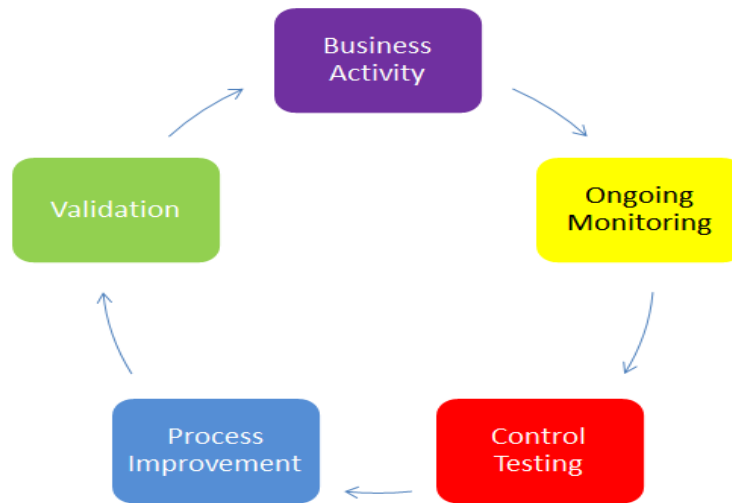 Business
Activity
Ongoing
Monitoring
Control
Testing
Process
Improvement
Validation